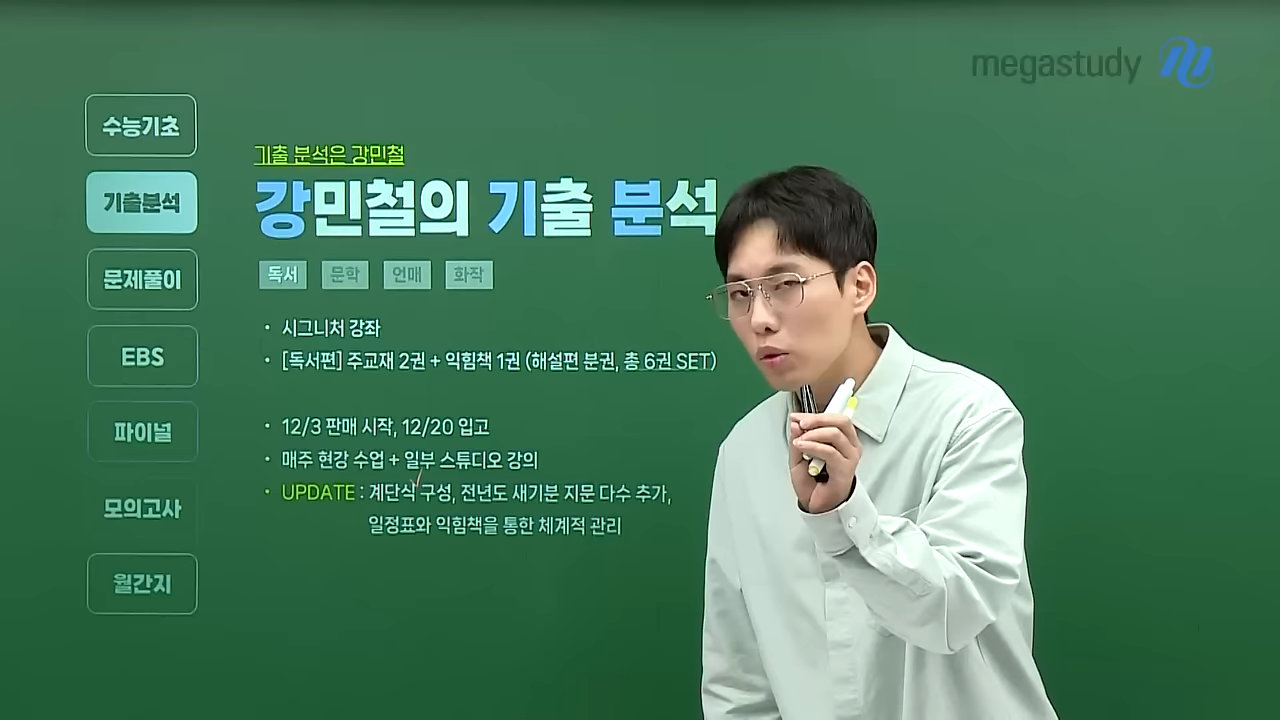 megastudy
수능기초
기출분석
문제풀이
EBS
파이널
모의고사
월간지
기출 분석은 강민철
강민철의 기출 분석
독서 문학 언매 화작
• 시그니처 강좌
• [독서편] 주교재 2권 + 익힘책 1권 (해설편 분권, 총 6권 SET)
• 12/3 판매 시작, 12/20 입고
• 매주 현강 수업 + 일부 스튜디오 강의
• UPDATE : 계단식 구성, 전년도 새기분 지문 다수 추가,
일정표와 익힘책을 통한 체계적 관리